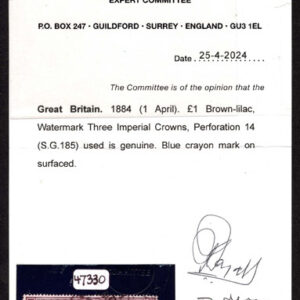 EXPERT COMMITTEE
P.O. BOX 247 · GUILDFORD · SURREY · ENGLAND · GU3 1EL
Date 25-4-2024
The Committee is of the opinion that the
Great Britain. 1884 (1 April). £1 Brown-lilac,
Watermark Three Imperial Crowns, Perforation 14
(S.G.185) used is genuine. Blue crayon mark on
surfaced.
47330